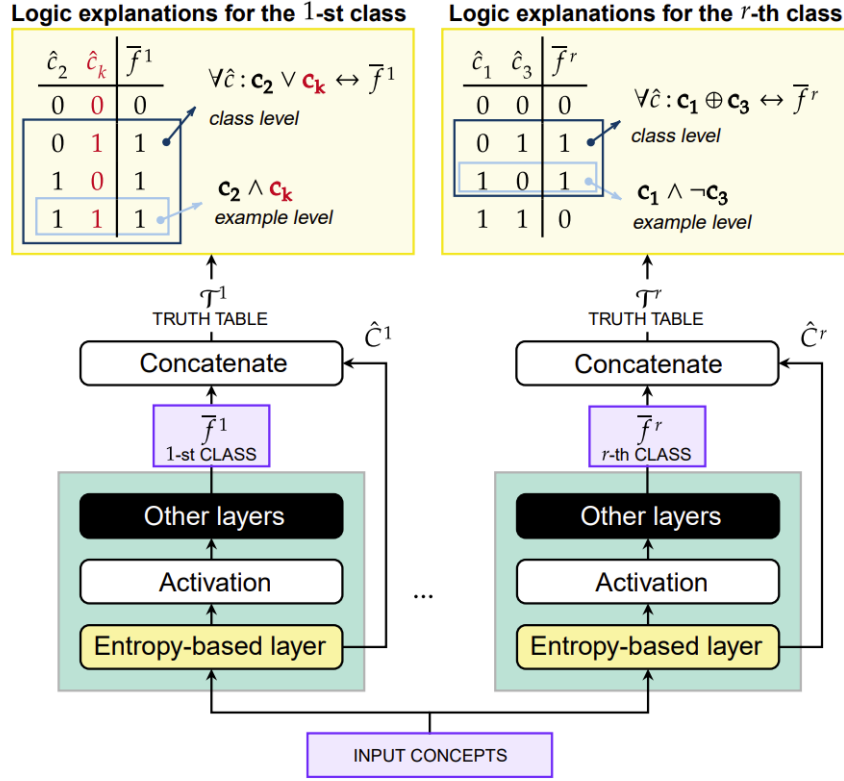 Logic explanations for the 1-st class
ĉ₂ ĉₖ f̅¹
0 0 0
0 1 1
1 0 1
1 1 1
∀ĉ : c₂ ∨ cₖ ↔ f̅¹
class level
c₂ ∧ cₖ
example level
Logic explanations for the r-th class
ĉ₁ ĉ₃ f̅ʳ
0 0 0
0 1 1
1 0 1
1 1 0
∀ĉ : c₁ ⊕ c₃ ↔ f̅ʳ
class level
c₁ ∧ ¬c₃
example level
𝒯¹
TRUTH TABLE
Ĉ¹
Concatenate
f̅¹
1-st CLASS
Other layers
Activation
Entropy-based layer
...
𝒯ʳ
TRUTH TABLE
Ĉʳ
Concatenate
f̅ʳ
r-th CLASS
Other layers
Activation
Entropy-based layer
INPUT CONCEPTS